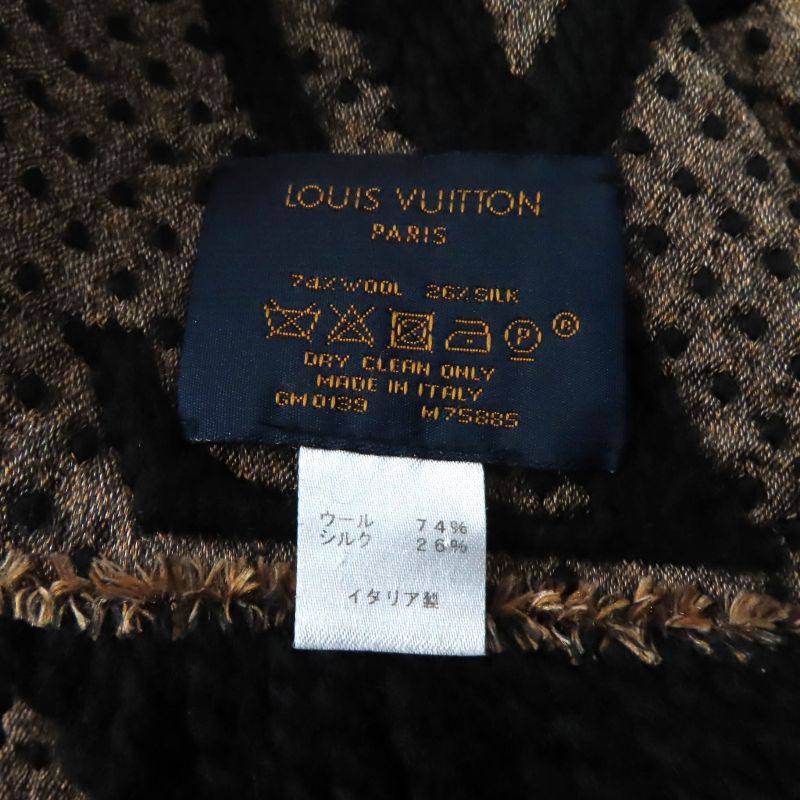 LOUIS VUITTON
PARIS
74%WOOL 26%SILK
P ®
DRY CLEAN ONLY
MADE IN ITALY
GM0139 M75885
ウール 74%
シルク 26%
イタリア製